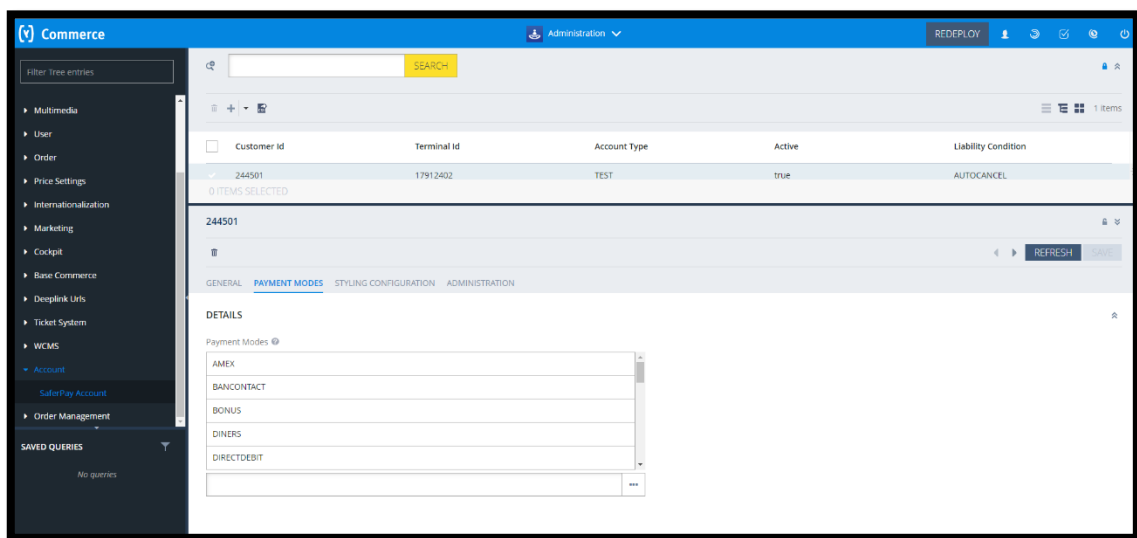 (y) Commerce
Administration
REDEPLOY
Filter Tree entries
SEARCH
Multimedia
User
Order
Price Settings
Internationalization
Marketing
Cockpit
Base Commerce
Deeplink Urls
Ticket System
WCMS
Account
SaferPay Account
Order Management
SAVED QUERIES
No queries
1 items
Customer Id Terminal Id Account Type Active Liability Condition
244501 17912402 TEST true AUTOCANCEL
0 ITEMS SELECTED
244501
REFRESH SAVE
GENERAL PAYMENT MODES STYLING CONFIGURATION ADMINISTRATION
DETAILS
Payment Modes
AMEX
BANCONTACT
BONUS
DINERS
DIRECTDEBIT